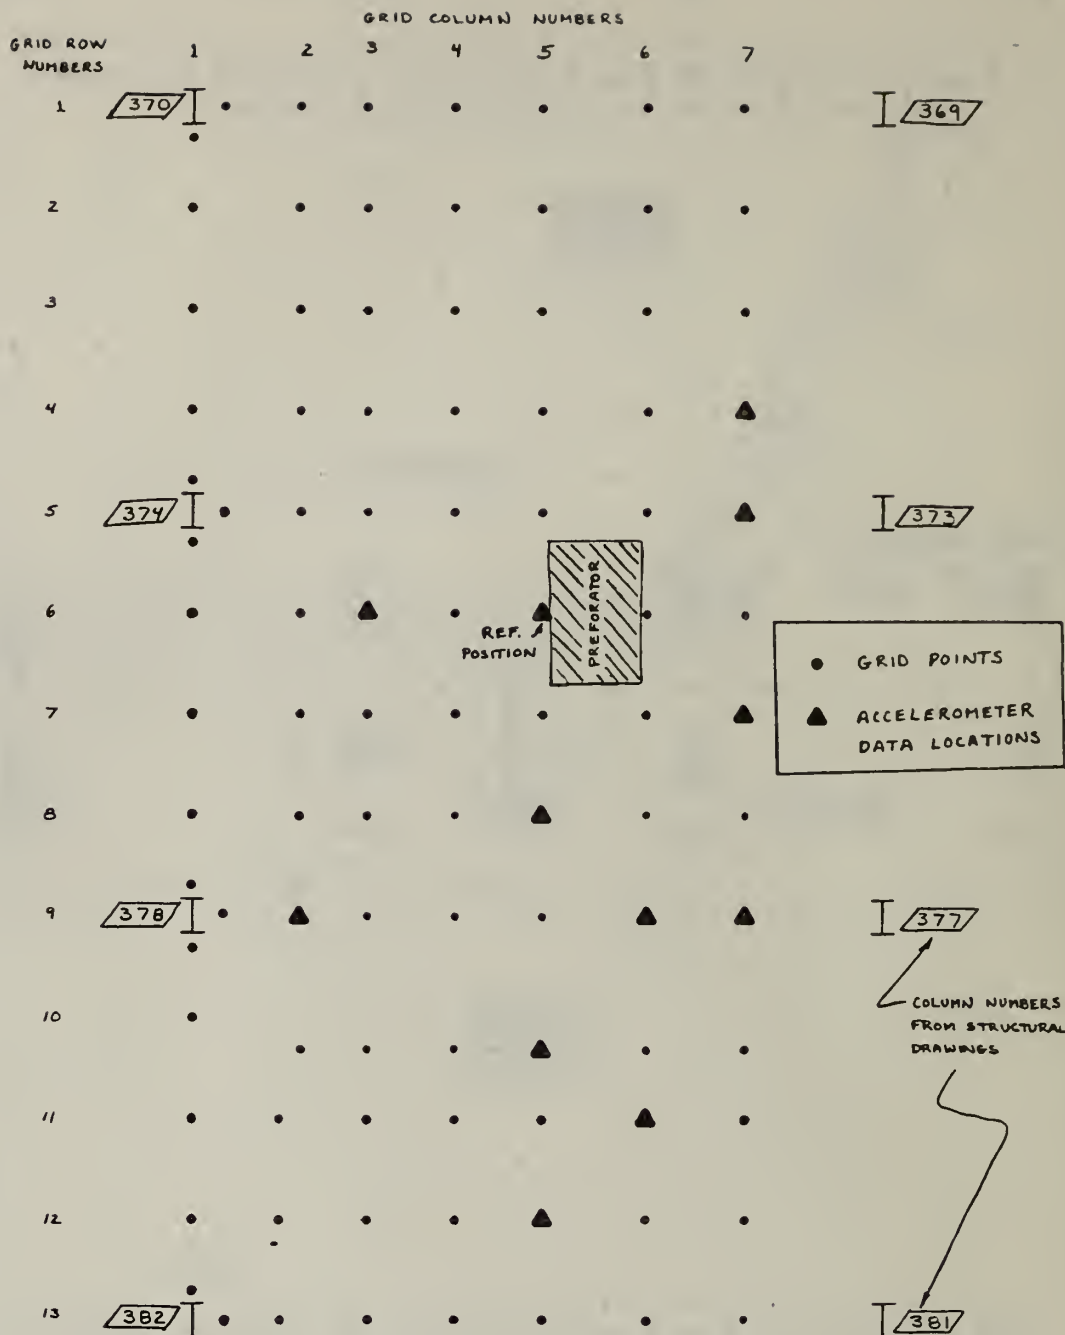 GRID COLUMN NUMBERS
GRID ROW
NUMBERS
1 2 3 4 5 6 7
1 370 369
2
3
4
5 374 373
6
REF.
POSITION
PREFORATOR
GRID POINTS
7
ACCELEROMETER
DATA LOCATIONS
8
9 378 377
COLUMN NUMBERS
FROM STRUCTURAL
DRAWINGS
10
11
12
13 382 381